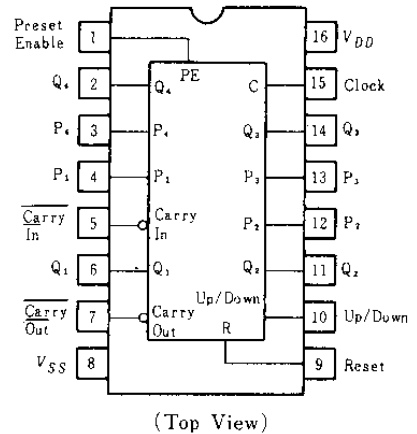 Preset
Enable
1
16
V_DD
PE
Q₄
2
Q₄
C
15
Clock
P₄
3
P₄
Q₃
14
Q₃
P₁
4
P₁
P₃
13
P₃
Carry
In
5
Carry
In
P₂
12
P₂
Q₁
6
Q₁
Q₂
11
Q₂
Carry
Out
7
Carry
Out
Up/Down
10
Up/Down
V_SS
8
R
9
Reset
(Top View)